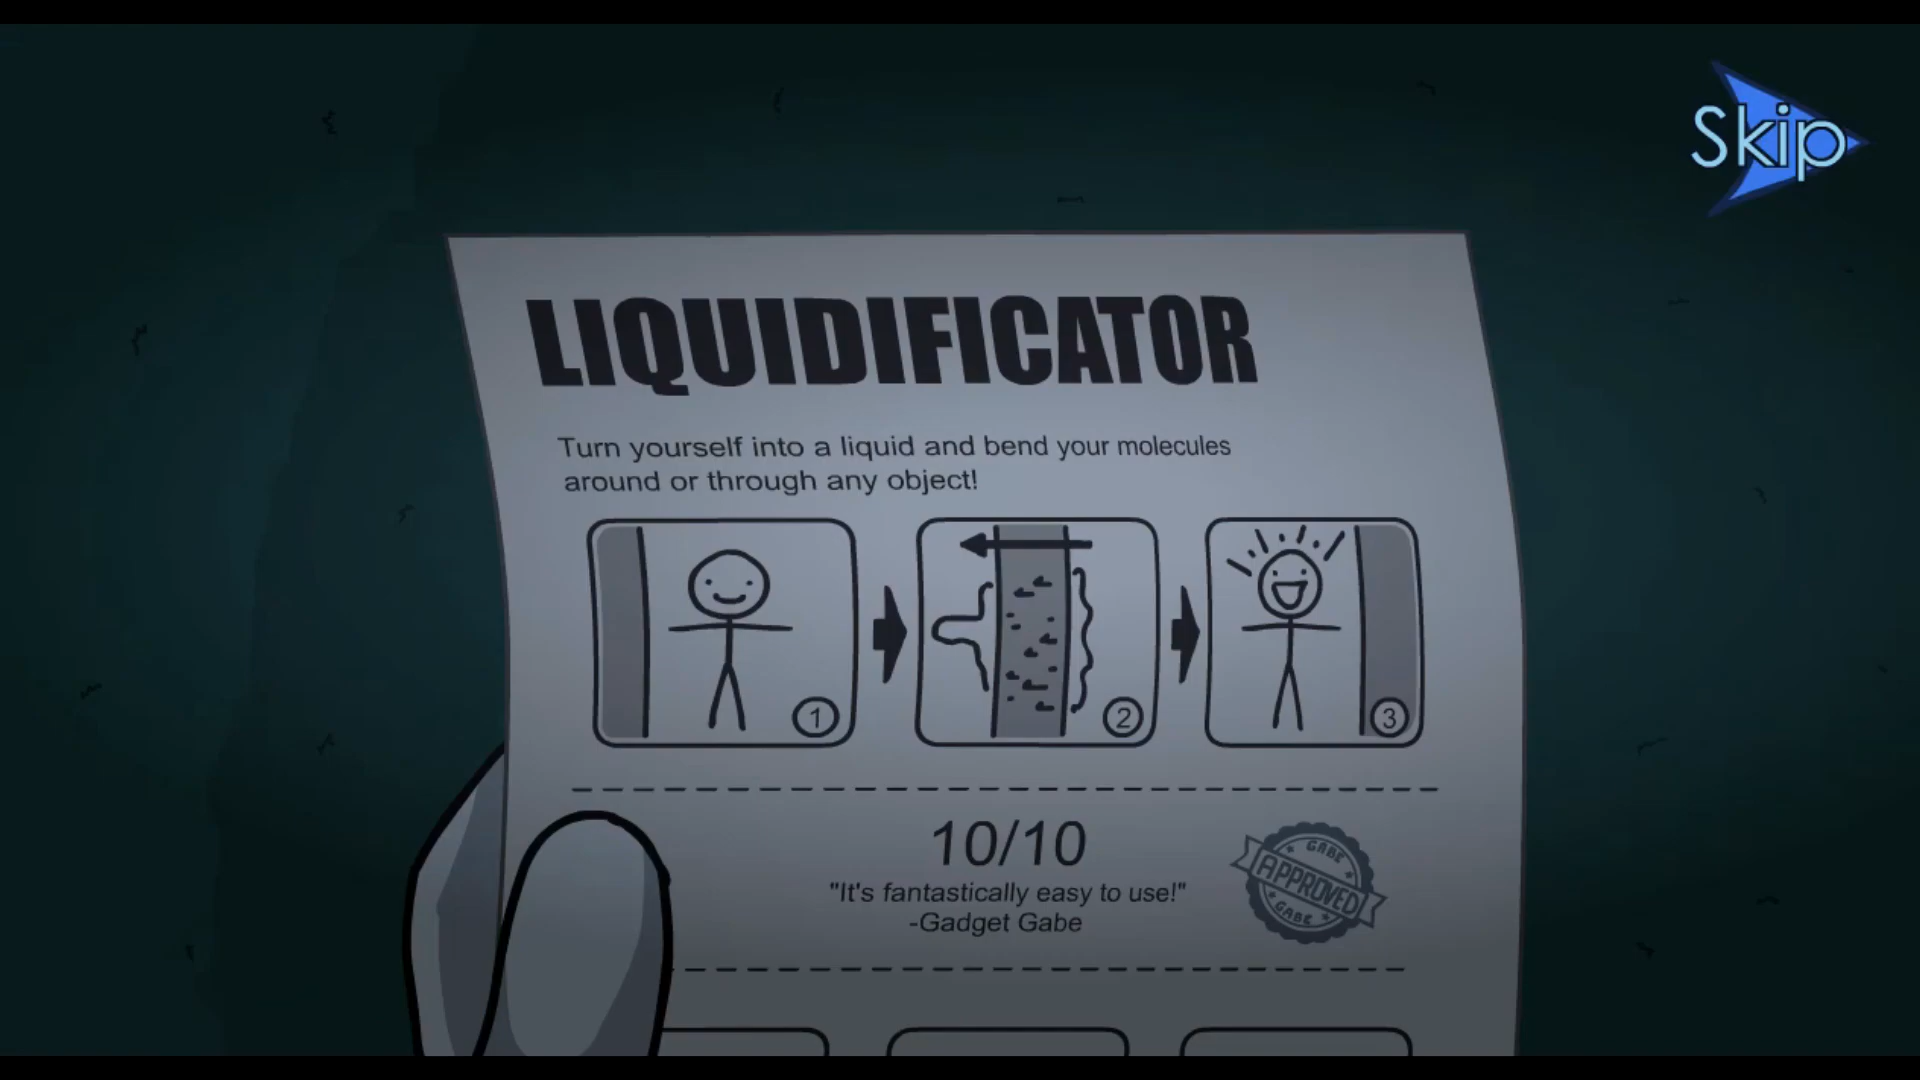 Skip
LIQUIDIFICATOR
Turn yourself into a liquid and bend your molecules
around or through any object!
1
2
3
10/10
"It's fantastically easy to use!"
-Gadget Gabe
GABE
APPROVED
GABE